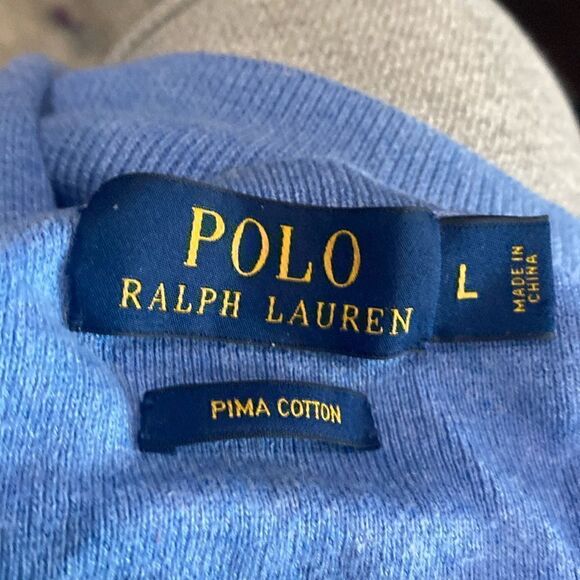 POLO
RALPH LAUREN
L
MADE IN
CHINA
PIMA COTTON